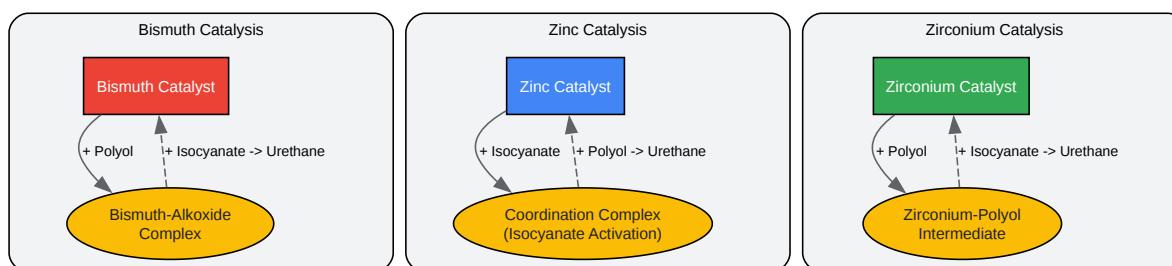 Bismuth Catalysis
Bismuth Catalyst
+ Polyol
+ Isocyanate -> Urethane
Bismuth-Alkoxide
Complex
Zinc Catalysis
Zinc Catalyst
+ Isocyanate
+ Polyol -> Urethane
Coordination Complex
(Isocyanate Activation)
Zirconium Catalysis
Zirconium Catalyst
+ Polyol
+ Isocyanate -> Urethane
Zirconium-Polyol
Intermediate